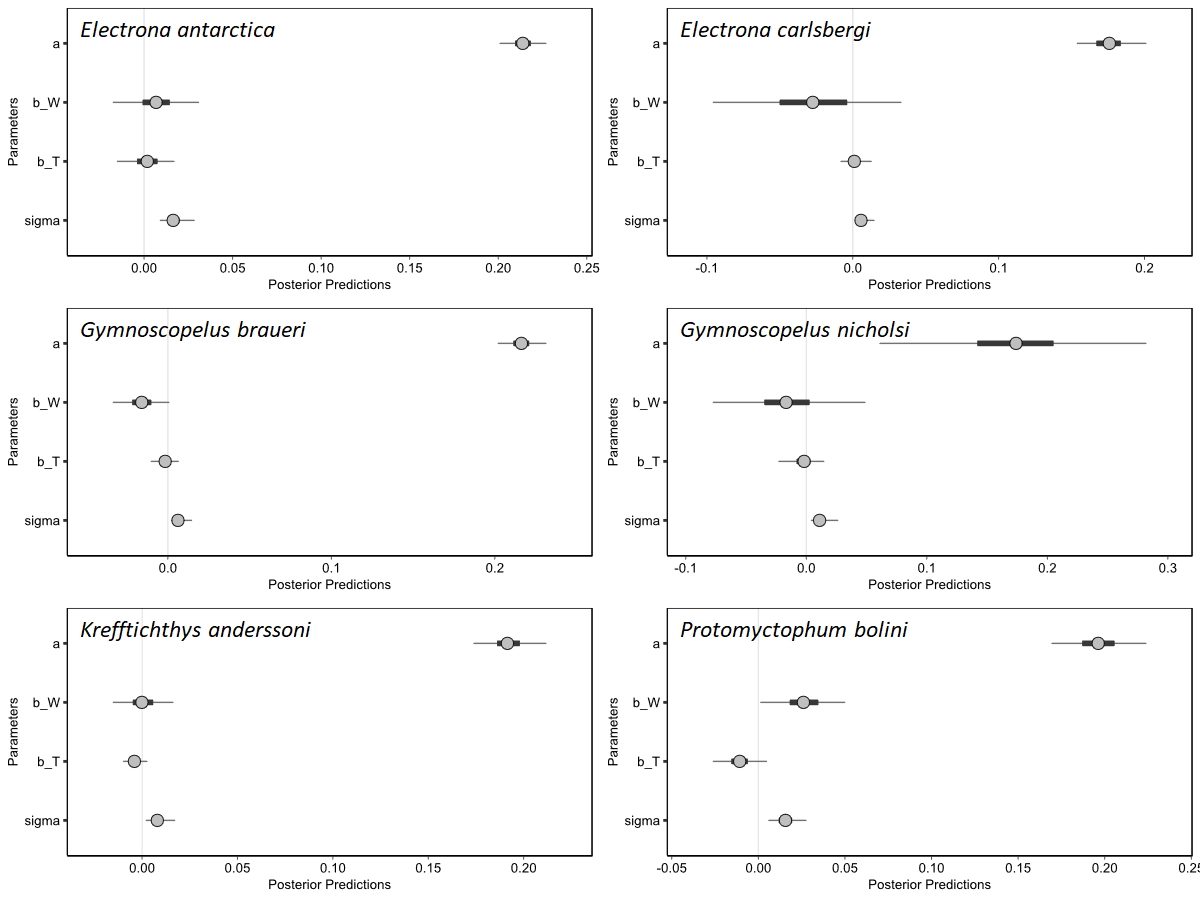 Electrona antarctica
a
b_W
b_T
sigma
Parameters
0.00 0.05 0.10 0.15 0.20 0.25
Posterior Predictions
Electrona carlsbergi
a
b_W
b_T
sigma
Parameters
-0.1 0.0 0.1 0.2
Posterior Predictions
Gymnoscopelus braueri
a
b_W
b_T
sigma
Parameters
0.0 0.1 0.2
Posterior Predictions
Gymnoscopelus nicholsi
a
b_W
b_T
sigma
Parameters
-0.1 0.0 0.1 0.2 0.3
Posterior Predictions
Krefftichthys anderssoni
a
b_W
b_T
sigma
Parameters
0.00 0.05 0.10 0.15 0.20
Posterior Predictions
Protomyctophum bolini
a
b_W
b_T
sigma
Parameters
-0.05 0.00 0.05 0.10 0.15 0.20 0.25
Posterior Predictions